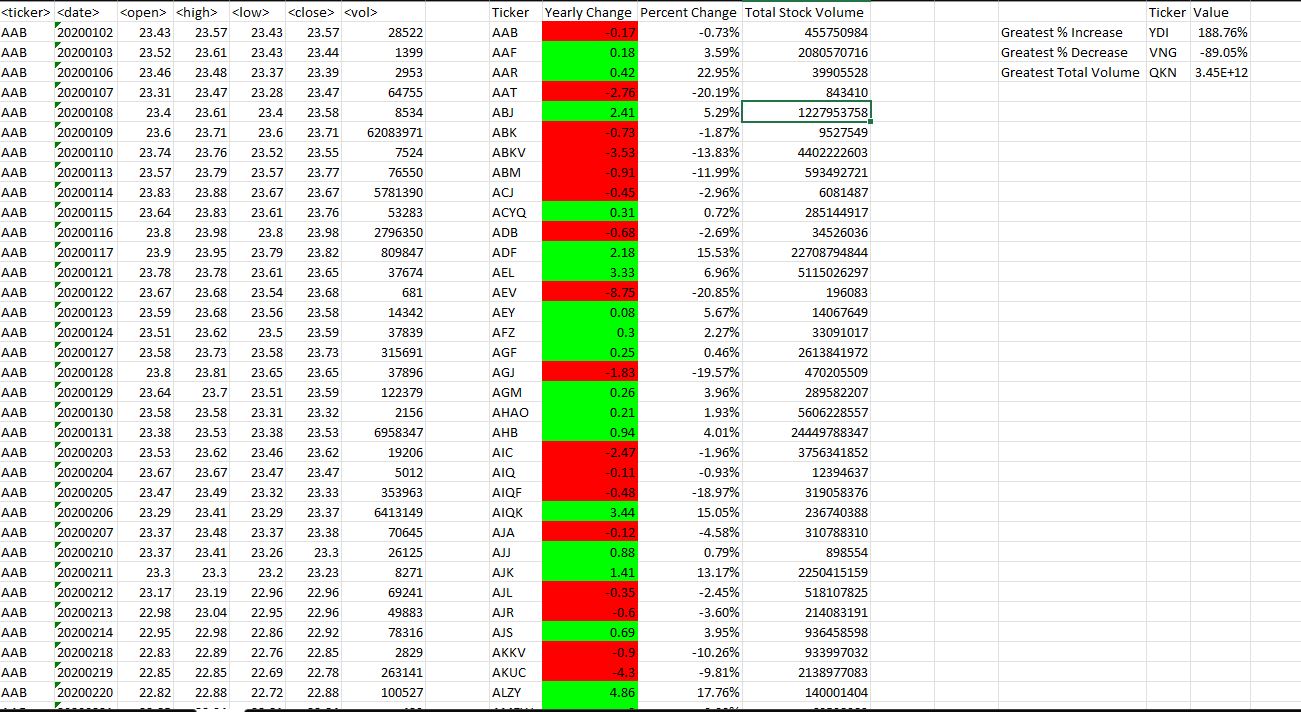 <ticker> <date> <open> <high> <low> <close> <vol> Ticker Yearly Change Percent Change Total Stock Volume Ticker Value
AAB 20200102 23.43 23.57 23.43 23.57 28522 AAB -0.17 -0.73% 455750984 Greatest % Increase YDI 188.76%
AAB 20200103 23.52 23.61 23.43 23.44 1399 AAF 0.18 3.59% 2080570716 Greatest % Decrease VNG -89.05%
AAB 20200106 23.46 23.48 23.37 23.39 2953 AAR 0.42 22.95% 39905528 Greatest Total Volume QKN 3.45E+12
AAB 20200107 23.31 23.47 23.28 23.47 64755 AAT -2.76 -20.19% 843410
AAB 20200108 23.4 23.61 23.4 23.58 8534 ABJ 2.41 5.29% 1227953758
AAB 20200109 23.6 23.71 23.6 23.71 62083971 ABK -0.73 -1.87% 9527549
AAB 20200110 23.74 23.76 23.52 23.55 7524 ABKV -3.53 -13.83% 4402222603
AAB 20200113 23.57 23.79 23.57 23.77 76550 ABM -0.91 -11.99% 593492721
AAB 20200114 23.83 23.88 23.67 23.67 5781390 ACJ -0.45 -2.96% 6081487
AAB 20200115 23.64 23.83 23.61 23.76 53283 ACYQ 0.31 0.72% 285144917
AAB 20200116 23.8 23.98 23.8 23.98 2796350 ADB -0.68 -2.69% 34526036
AAB 20200117 23.9 23.95 23.79 23.82 809847 ADF 2.18 15.53% 22708794844
AAB 20200121 23.78 23.78 23.61 23.65 37674 AEL 3.33 6.96% 5115026297
AAB 20200122 23.67 23.68 23.54 23.68 681 AEV -8.75 -20.85% 196083
AAB 20200123 23.59 23.68 23.56 23.58 14342 AEY 0.08 5.67% 14067649
AAB 20200124 23.51 23.62 23.5 23.59 37839 AFZ 0.3 2.27% 33091017
AAB 20200127 23.58 23.73 23.58 23.73 315691 AGF 0.25 0.46% 2613841972
AAB 20200128 23.8 23.81 23.65 23.65 37896 AGJ -1.83 -19.57% 470205509
AAB 20200129 23.64 23.7 23.51 23.59 122379 AGM 0.26 3.96% 289582207
AAB 20200130 23.58 23.58 23.31 23.32 2156 AHAO 0.21 1.93% 5606228557
AAB 20200131 23.38 23.53 23.38 23.53 6958347 AHB 0.94 4.01% 24449788347
AAB 20200203 23.53 23.62 23.46 23.62 19206 AIC -2.47 -1.96% 3756341852
AAB 20200204 23.67 23.67 23.47 23.47 5012 AIQ -0.11 -0.93% 12394637
AAB 20200205 23.47 23.49 23.32 23.33 353963 AIQF -0.48 -18.97% 319058376
AAB 20200206 23.29 23.41 23.29 23.37 6413149 AIQK 3.44 15.05% 236740388
AAB 20200207 23.37 23.48 23.37 23.38 70645 AJA -0.12 -4.58% 310788310
AAB 20200210 23.37 23.41 23.26 23.3 26125 AJJ 0.88 0.79% 898554
AAB 20200211 23.3 23.3 23.2 23.23 8271 AJK 1.41 13.17% 2250415159
AAB 20200212 23.17 23.19 22.96 22.96 69241 AJL -0.35 -2.45% 518107825
AAB 20200213 22.98 23.04 22.95 22.96 49883 AJR -0.6 -3.60% 214083191
AAB 20200214 22.95 22.98 22.86 22.92 78316 AJS 0.69 3.95% 936458598
AAB 20200218 22.83 22.89 22.76 22.85 2829 AKKV -0.9 -10.26% 933997032
AAB 20200219 22.85 22.85 22.69 22.78 263141 AKUC -4.3 -9.81% 2138977083
AAB 20200220 22.82 22.88 22.72 22.88 100527 ALZY 4.86 17.76% 140001404